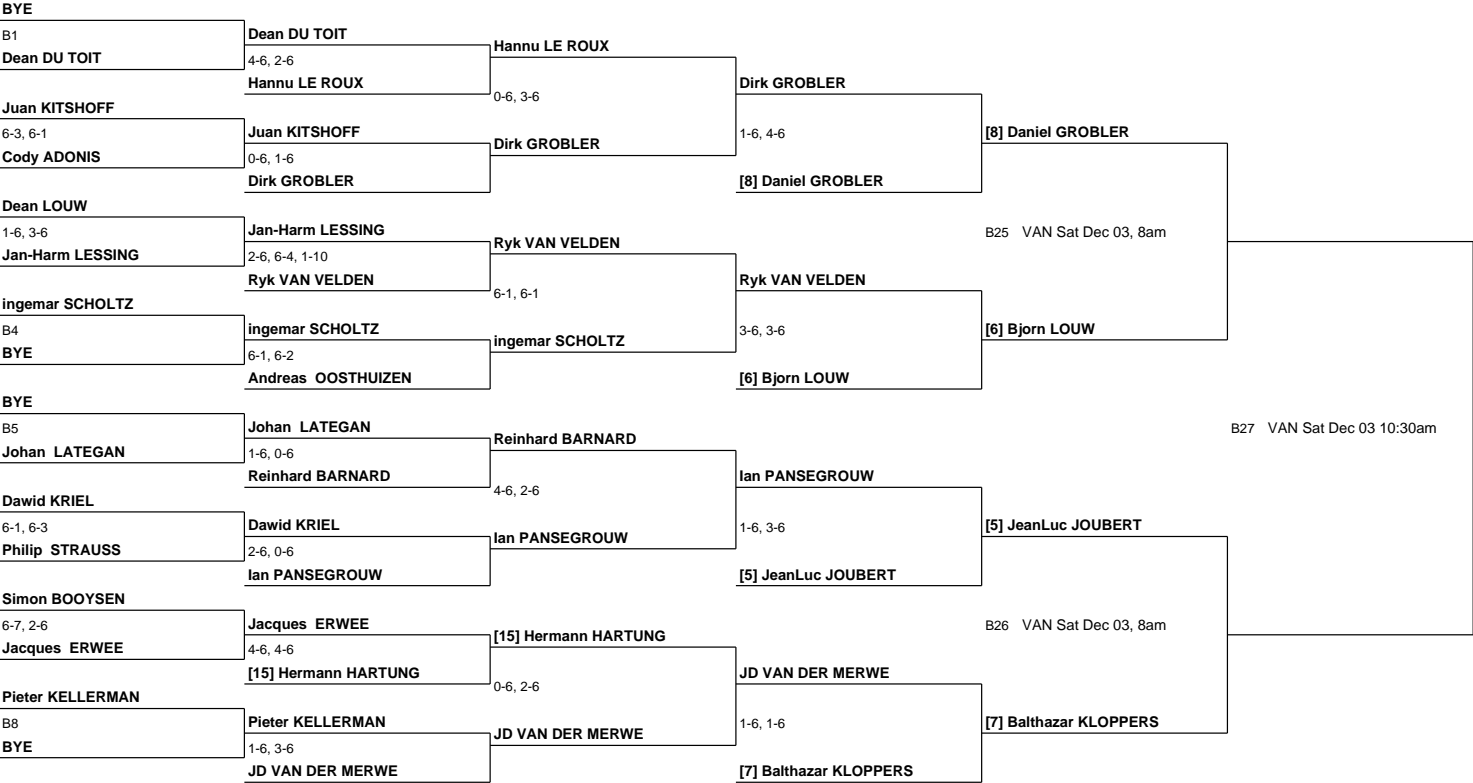 BYE
B1
Dean DU TOIT
Juan KITSHOFF
6-3, 6-1
Cody ADONIS
Dean LOUW
1-6, 3-6
Jan-Harm LESSING
ingemar SCHOLTZ
B4
BYE
BYE
B5
Johan LATEGAN
Dawid KRIEL
6-1, 6-3
Philip STRAUSS
Simon BOOYSEN
6-7, 2-6
Jacques ERWEE
Pieter KELLERMAN
B8
BYE
Dean DU TOIT
4-6, 2-6
Hannu LE ROUX
Juan KITSHOFF
0-6, 1-6
Dirk GROBLER
Jan-Harm LESSING
2-6, 6-4, 1-10
Ryk VAN VELDEN
ingemar SCHOLTZ
6-1, 6-2
Andreas OOSTHUIZEN
Johan LATEGAN
1-6, 0-6
Reinhard BARNARD
Dawid KRIEL
2-6, 0-6
Ian PANSEGROUW
Jacques ERWEE
4-6, 4-6
[15] Hermann HARTUNG
Pieter KELLERMAN
1-6, 3-6
JD VAN DER MERWE
Hannu LE ROUX
0-6, 3-6
Dirk GROBLER
Ryk VAN VELDEN
6-1, 6-1
ingemar SCHOLTZ
Reinhard BARNARD
4-6, 2-6
Ian PANSEGROUW
[15] Hermann HARTUNG
0-6, 2-6
JD VAN DER MERWE
Dirk GROBLER
1-6, 4-6
[8] Daniel GROBLER
Ryk VAN VELDEN
3-6, 3-6
[6] Bjorn LOUW
Ian PANSEGROUW
1-6, 3-6
[5] JeanLuc JOUBERT
JD VAN DER MERWE
1-6, 1-6
[7] Balthazar KLOPPERS
[8] Daniel GROBLER
B25 VAN Sat Dec 03, 8am
[6] Bjorn LOUW
[5] JeanLuc JOUBERT
B26 VAN Sat Dec 03, 8am
[7] Balthazar KLOPPERS
B27 VAN Sat Dec 03 10:30am